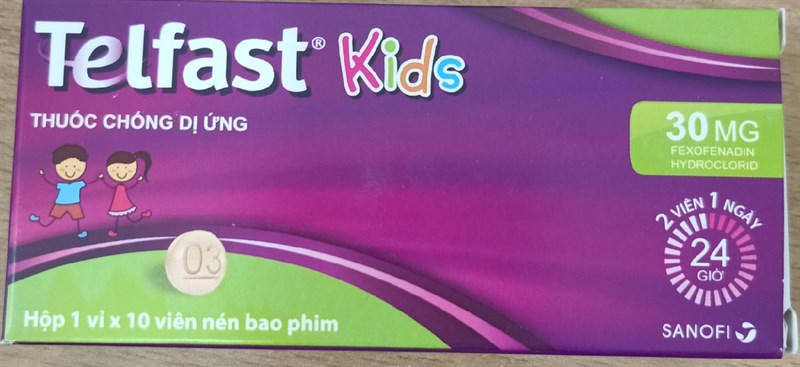 Telfast® Kids
THUỐC CHỐNG DỊ ỨNG
30 MG
FEXOFENADIN
HYDROCLORID
2 VIÊN 1 NGÀY
24
GIỜ
03
Hộp 1 vỉ x 10 viên nén bao phim
SANOFI